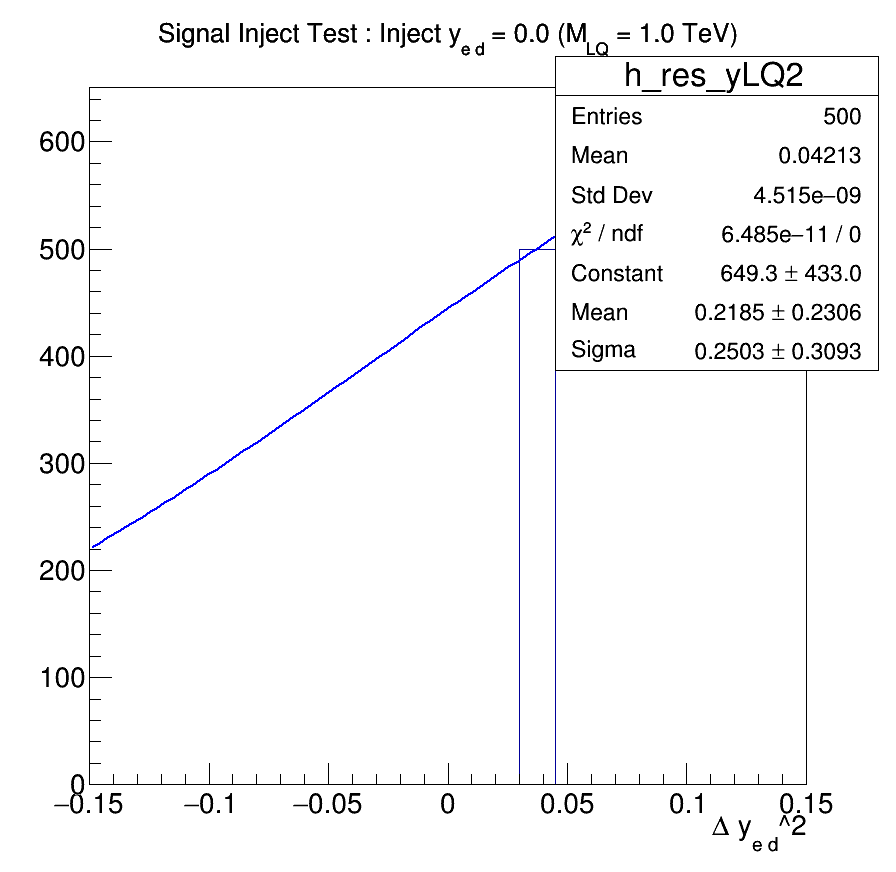 Signal Inject Test : Inject y_{e d} = 0.0 (M_{LQ} = 1.0 TeV)
h_res_yLQ2
Entries 500
Mean 0.04213
Std Dev 4.515e−09
χ² / ndf 6.485e−11 / 0
Constant 649.3 ± 433.0
Mean 0.2185 ± 0.2306
Sigma 0.2503 ± 0.3093
600
500
400
300
200
100
0
−0.15 −0.1 −0.05 0 0.05 0.1 0.15
Δ y_{e d}^2